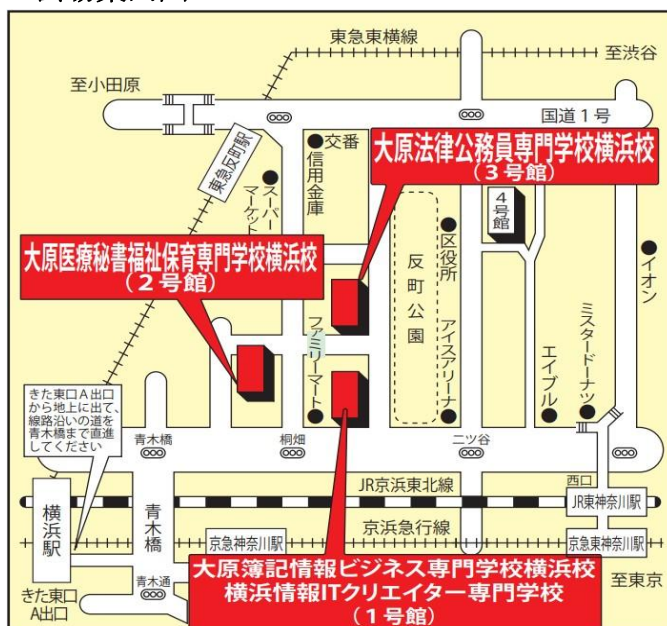 東急東横線
至渋谷
至小田原
国道1号
東急反町駅
交番
信用金庫
スーパー
マーケット
大原法律公務員専門学校横浜校
(3号館)
4号館
区役所
反町公園
イオン
大原医療秘書福祉保育専門学校横浜校
(2号館)
ファミリーマート
アイスアリーナ
エイブル
ミスタードーナツ
きた東口A出口
から地上に出て、
線路沿いの道を
青木橋まで直進
してください
青木橋
桐畑
二ツ谷
西口
JR京浜東北線
JR東神奈川駅
横浜駅
青木橋
京急神奈川駅
京浜急行線
京急東神奈川駅
大原簿記情報ビジネス専門学校横浜校
横浜情報ITクリエイター専門学校
(1号館)
至東京
きた東口
A出口
青木通